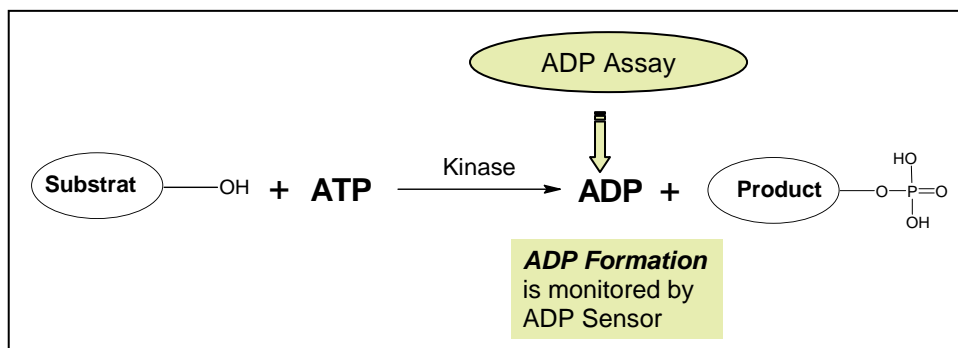 ADP Assay
Substrat OH + ATP Kinase ADP + Product O P O
HO
OH
ADP Formation
is monitored by
ADP Sensor